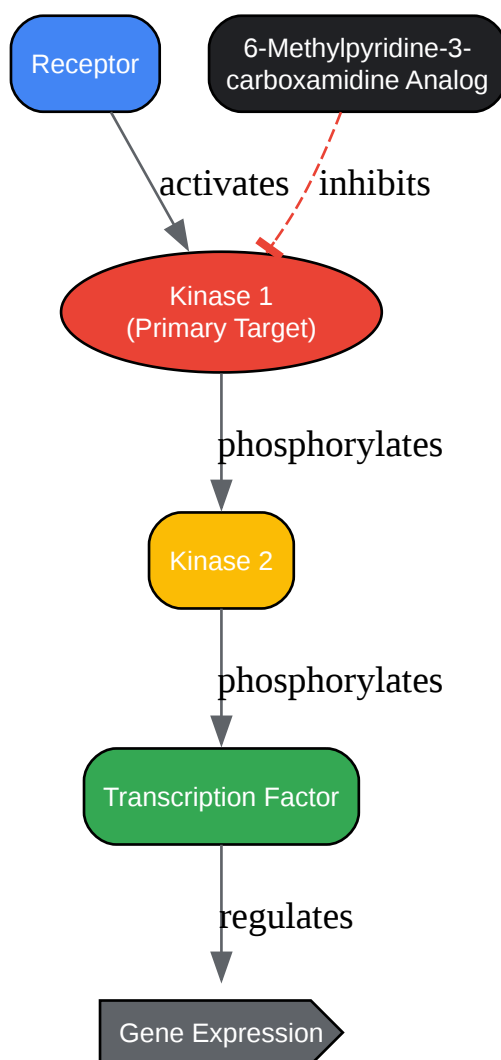 Receptor
6-Methylpyridine-3-
carboxamidine Analog
activates
inhibits
Kinase 1
(Primary Target)
phosphorylates
Kinase 2
phosphorylates
Transcription Factor
regulates
Gene Expression